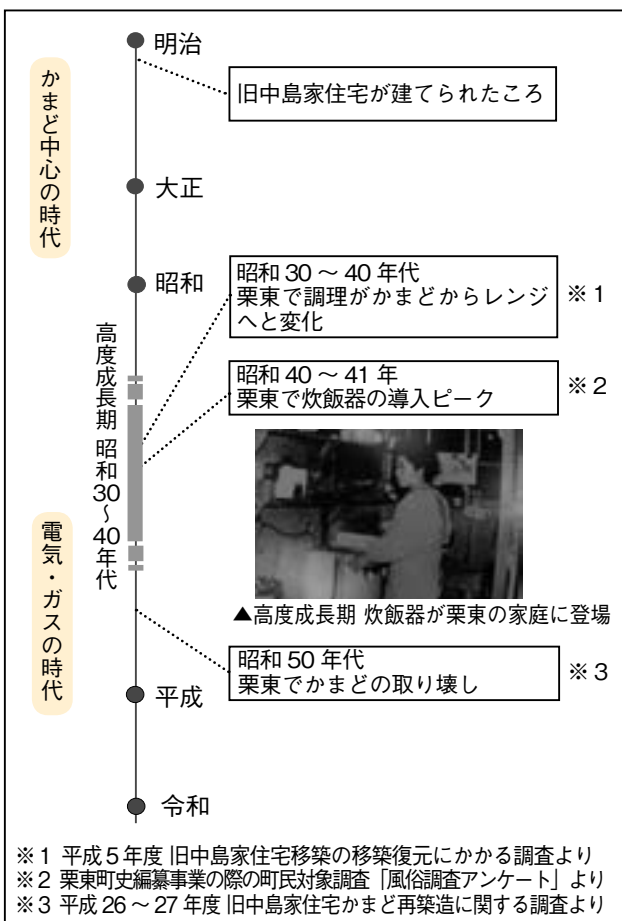 明治
かまど中心の時代
旧中島家住宅が建てられたころ
大正
昭和
昭和30~40年代
栗東で調理がかまどからレンジ
へと変化
※1
高度成長期 昭和30~40年代
昭和40~41年
栗東で炊飯器の導入ピーク
※2
▲高度成長期 炊飯器が栗東の家庭に登場
電気・ガスの時代
昭和50年代
栗東でかまどの取り壊し
※3
平成
令和
※1 平成5年度 旧中島家住宅移築の移築復元にかかる調査より
※2 栗東町史編纂事業の際の町民対象調査「風俗調査アンケート」より
※3 平成26~27年度 旧中島家住宅かまど再築造に関する調査より